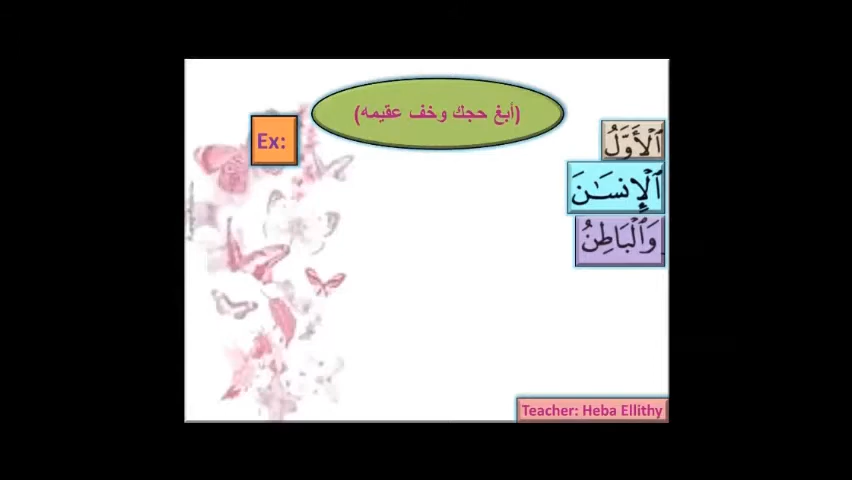 (أبغ حجك وخف عقيمه)
Ex:
ٱلْأَوَّلُ
ٱلْإِنسَـٰنَ
وَٱلْبَاطِنُ
Teacher: Heba Ellithy